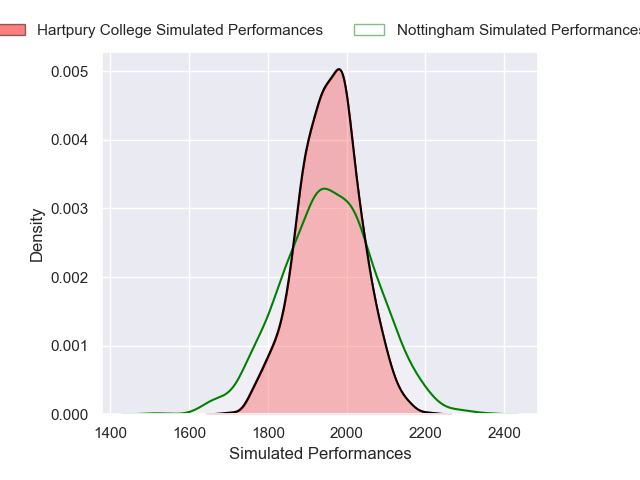 Hartpury College Simulated Performances
Nottingham Simulated Performances
0.005
0.004
0.003
0.002
0.001
0.000
Density
1400 1600 1800 2000 2200 2400
Simulated Performances